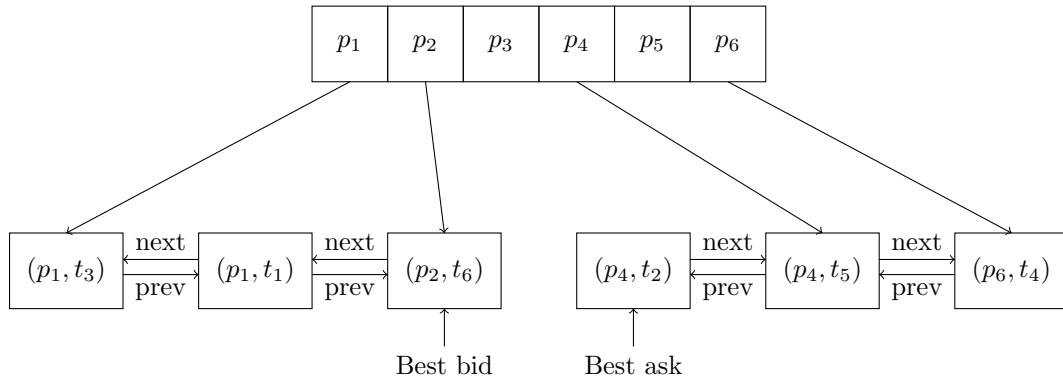 p₁ p₂ p₃ p₄ p₅ p₆
next next next next
(p₁, t₃) (p₁, t₁) (p₂, t₆) (p₄, t₂) (p₄, t₅) (p₆, t₄)
prev prev prev prev
Best bid Best ask